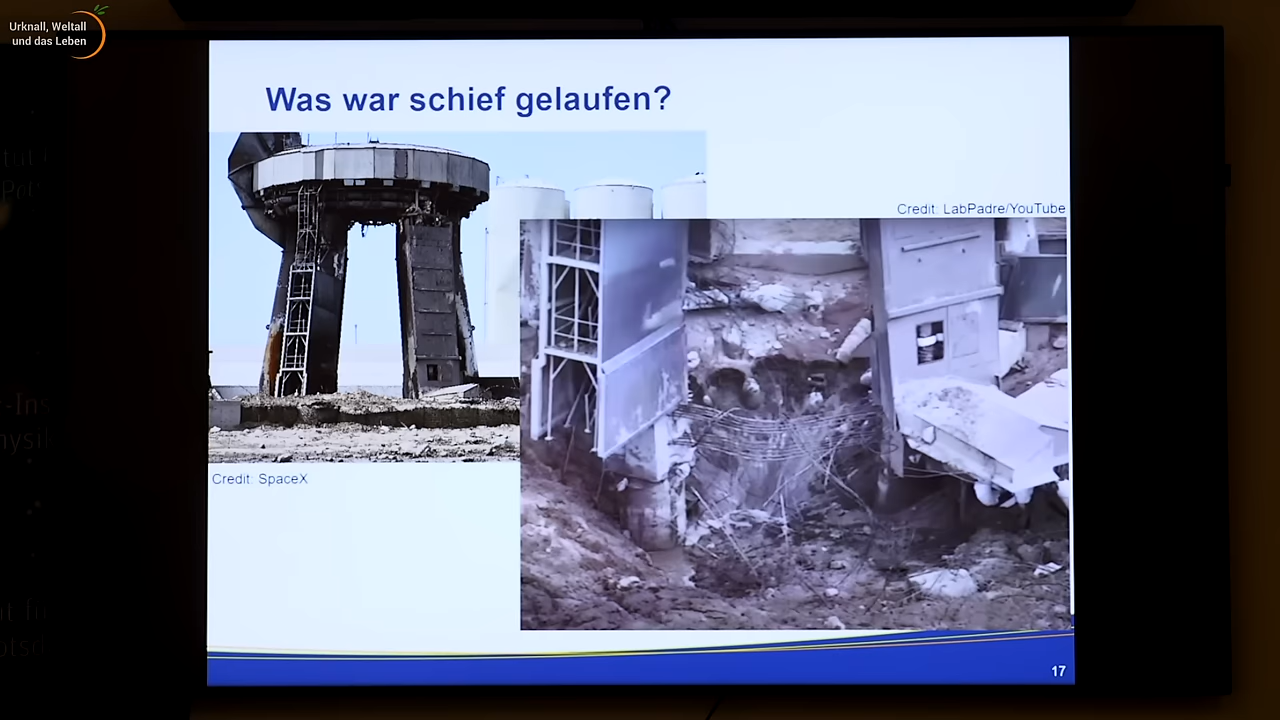 Urknall, Weltall
und das Leben
Was war schief gelaufen?
Credit: LabPadre/YouTube
Credit: SpaceX
17